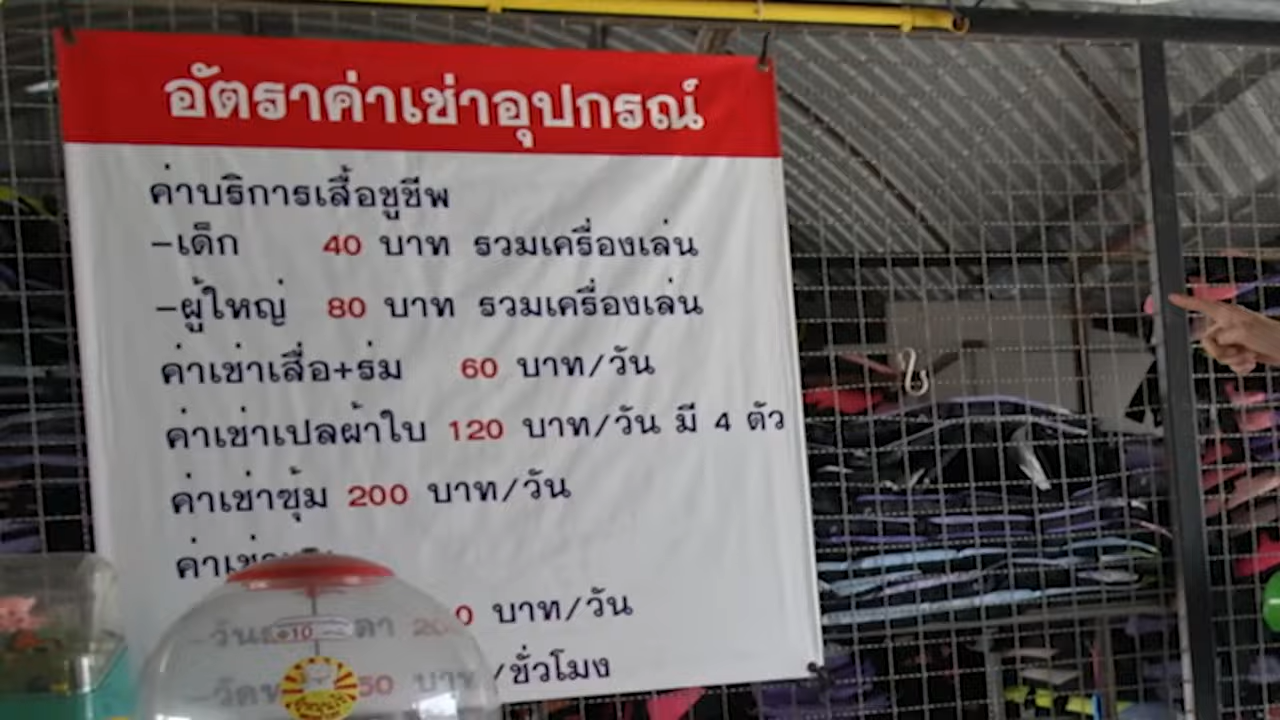 อัตราค่าเช่าอุปกรณ์
ค่าบริการเสื้อชูชีพ
-เด็ก 40 บาท รวมเครื่องเล่น
-ผู้ใหญ่ 80 บาท รวมเครื่องเล่น
ค่าเช่าเสื่อ+ร่ม 60 บาท/วัน
ค่าเช่าเปลผ้าใบ 120 บาท/วัน มี 4 ตัว
ค่าเช่าซุ้ม 200 บาท/วัน
บาท/วัน
50 บาท/ชั่วโมง